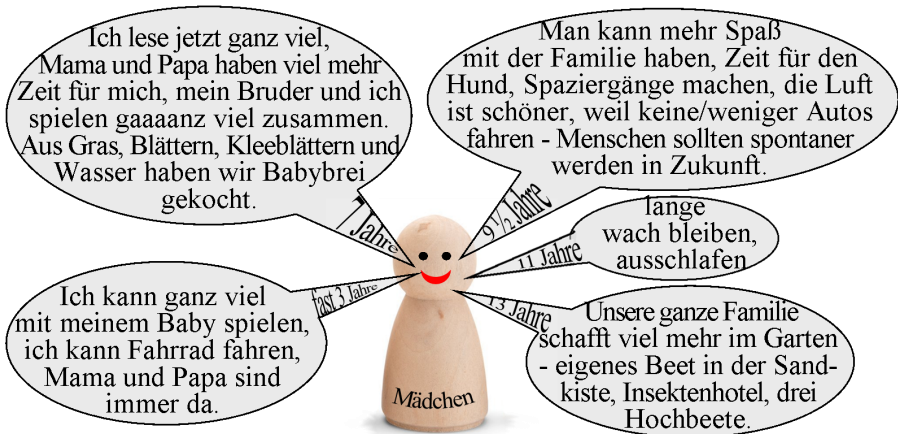 Ich lese jetzt ganz viel,
Mama und Papa haben viel mehr
Zeit für mich, mein Bruder und ich
spielen gaaaanz viel zusammen.
Aus Gras, Blättern, Kleeblättern und
Wasser haben wir Babybrei
gekocht.
7 Jahre
Man kann mehr Spaß
mit der Familie haben, Zeit für den
Hund, Spaziergänge machen, die Luft
ist schöner, weil keine/weniger Autos
fahren - Menschen sollten spontaner
werden in Zukunft.
9 ½ Jahre
lange
wach bleiben,
ausschlafen
11 Jahre
Ich kann ganz viel
mit meinem Baby spielen,
ich kann Fahrrad fahren,
Mama und Papa sind
immer da.
fast 3 Jahre
Unsere ganze Familie
schafft viel mehr im Garten
- eigenes Beet in der Sand-
kiste, Insektenhotel, drei
Hochbeete.
13 Jahre
Mädchen